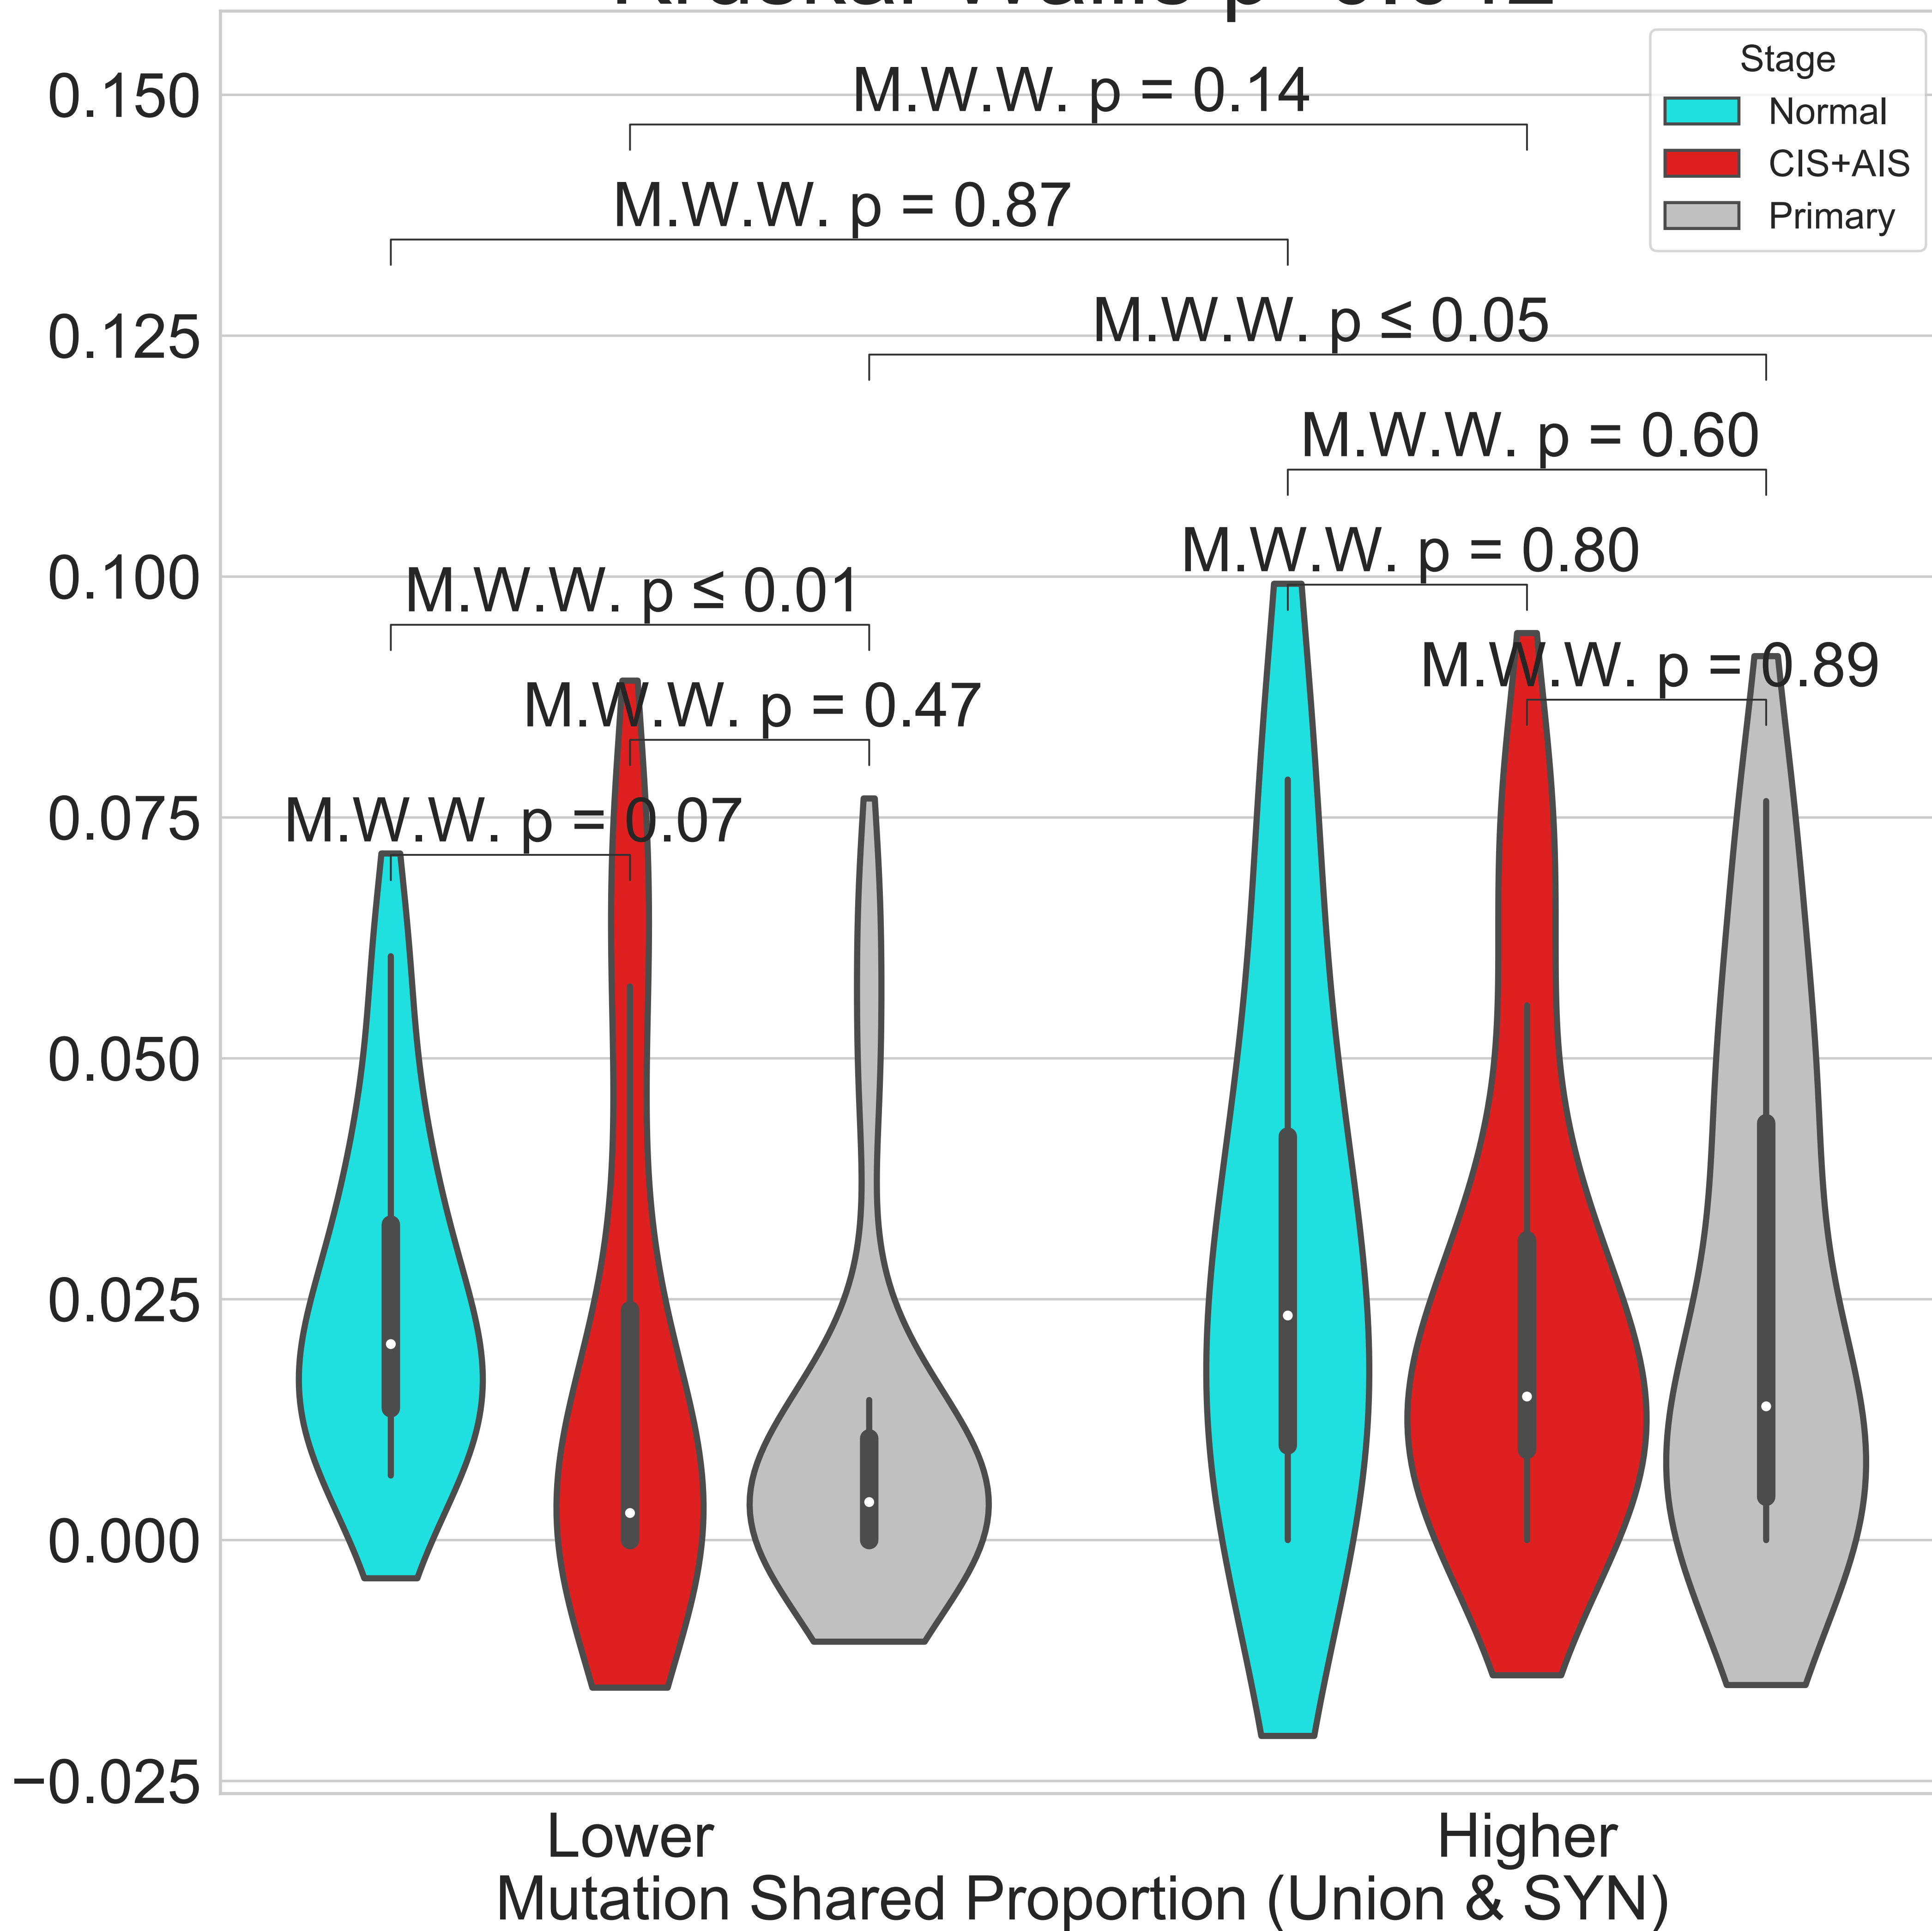 Stage
Normal
CIS+AIS
Primary
0.150
0.125
0.100
0.075
0.050
0.025
0.000
−0.025
M.W.W. p = 0.14
M.W.W. p = 0.87
M.W.W. p ≤ 0.05
M.W.W. p = 0.60
M.W.W. p = 0.80
M.W.W. p ≤ 0.01
M.W.W. p = 0.89
M.W.W. p = 0.47
M.W.W. p = 0.07
Lower
Higher
Mutation Shared Proportion (Union & SYN)